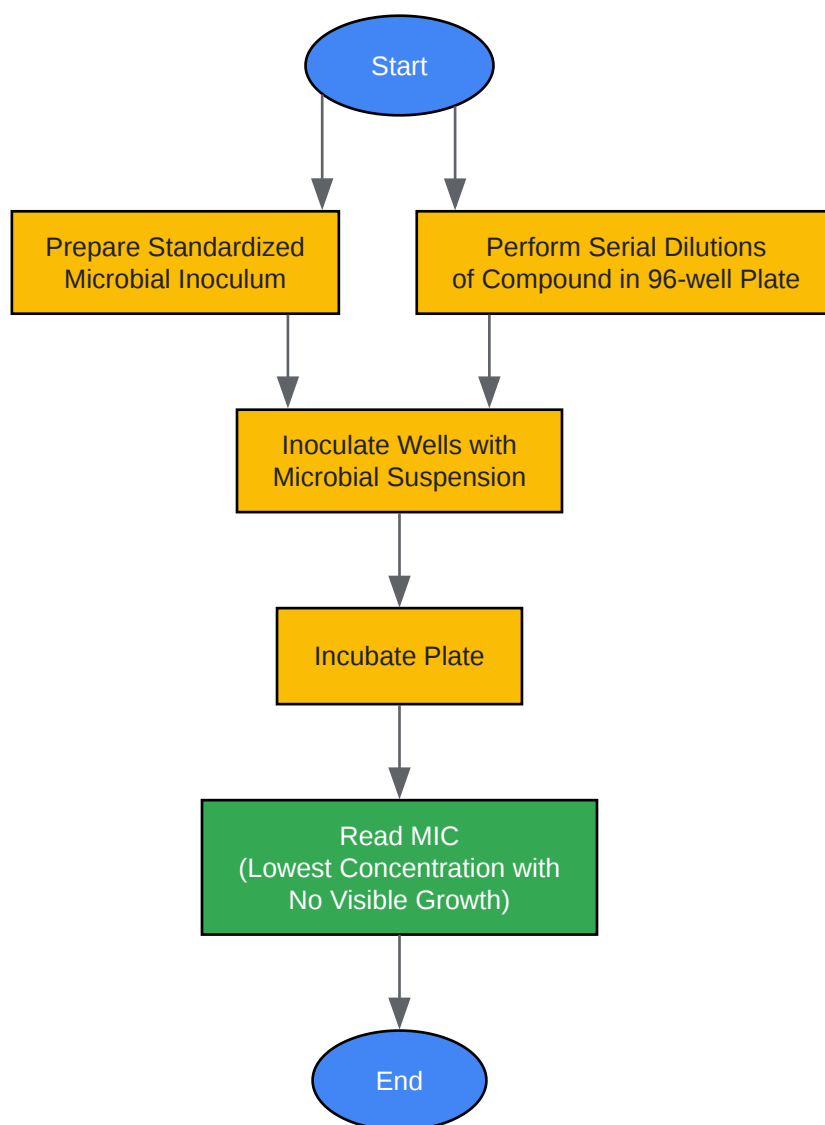 Start
Prepare Standardized
Microbial Inoculum
Perform Serial Dilutions
of Compound in 96-well Plate
Inoculate Wells with
Microbial Suspension
Incubate Plate
Read MIC
(Lowest Concentration with
No Visible Growth)
End